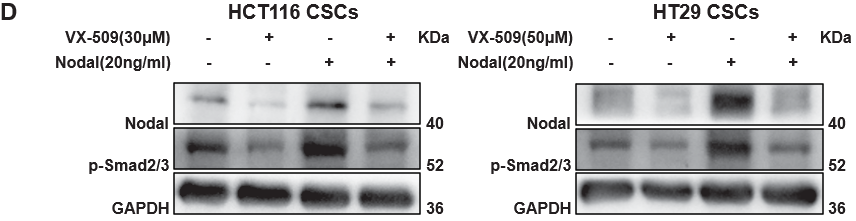 D HCT116 CSCs HT29 CSCs
VX-509(30μM) - + - + KDa VX-509(50μM) - + - + KDa
Nodal(20ng/ml) - - + + Nodal(20ng/ml) - - + +
Nodal 40 Nodal 40
p-Smad2/3 52 p-Smad2/3 52
GAPDH 36 GAPDH 36